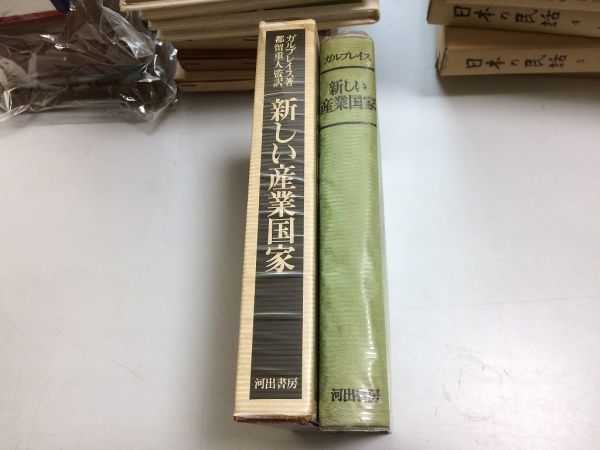 ガルブレイス著
都留重人監訳
新しい産業国家
河出書房
ガルブレイス
新しい
産業国家
河出書房
日本の民話 4
日本の民話 2